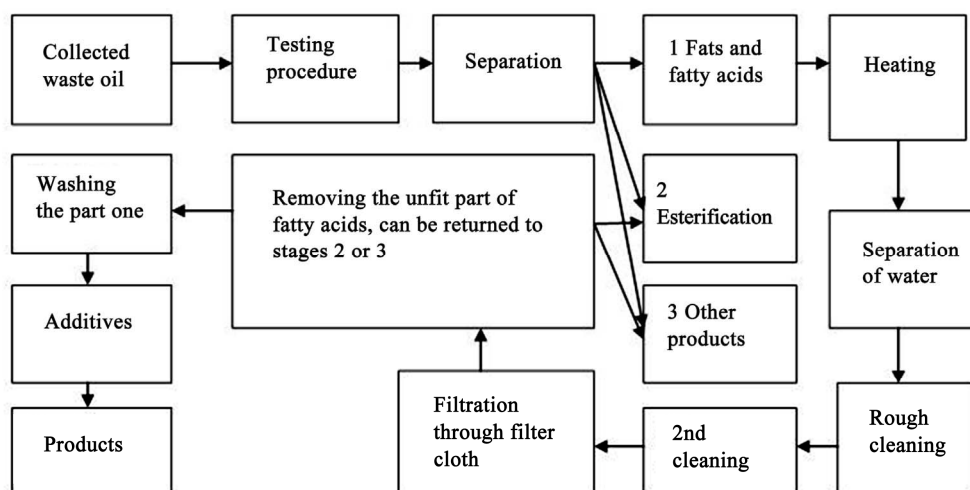 Collected
waste oil
Testing
procedure
Separation
1 Fats and
fatty acids
Heating
Washing
the part one
Removing the unfit part of
fatty acids, can be returned to
stages 2 or 3
2
Esterification
Separation
of water
Additives
3 Other
products
Products
Filtration
through filter
cloth
2nd
cleaning
Rough
cleaning